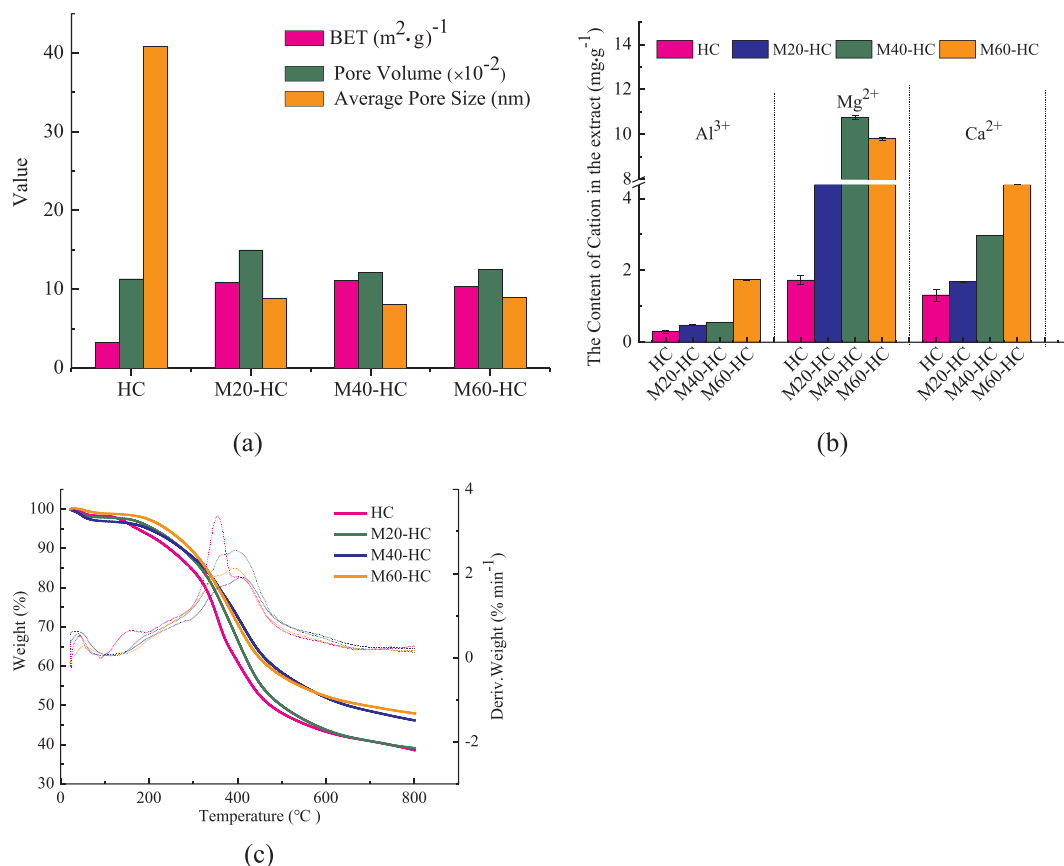 BET (m²·g)⁻¹
Pore Volume (×10⁻²)
Average Pore Size (nm)
Value
40
30
20
10
0
HC
M20-HC
M40-HC
M60-HC
(a)
The Content of Cation in the extract (mg·g⁻¹)
14
12
10
8
4
2
0
HC
M20-HC
M40-HC
M60-HC
Al³⁺
Mg²⁺
Ca²⁺
HC
M20-HC
M40-HC
M60-HC
HC
M20-HC
M40-HC
M60-HC
HC
M20-HC
M40-HC
M60-HC
(b)
Weight (%)
100
90
80
70
60
50
40
30
HC
M20-HC
M40-HC
M60-HC
4
2
0
-2
Deriv.Weight (% min⁻¹)
0
200
400
600
800
Temperature (℃ )
(c)